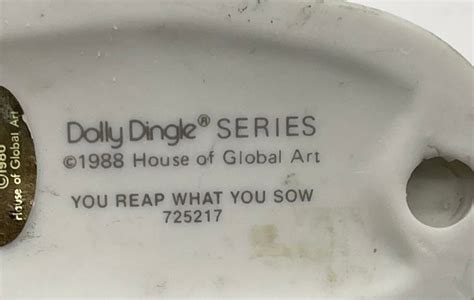 Dolly Dingle® SERIES
©1988 House of Global Art
YOU REAP WHAT YOU SOW
725217
House of Global Art